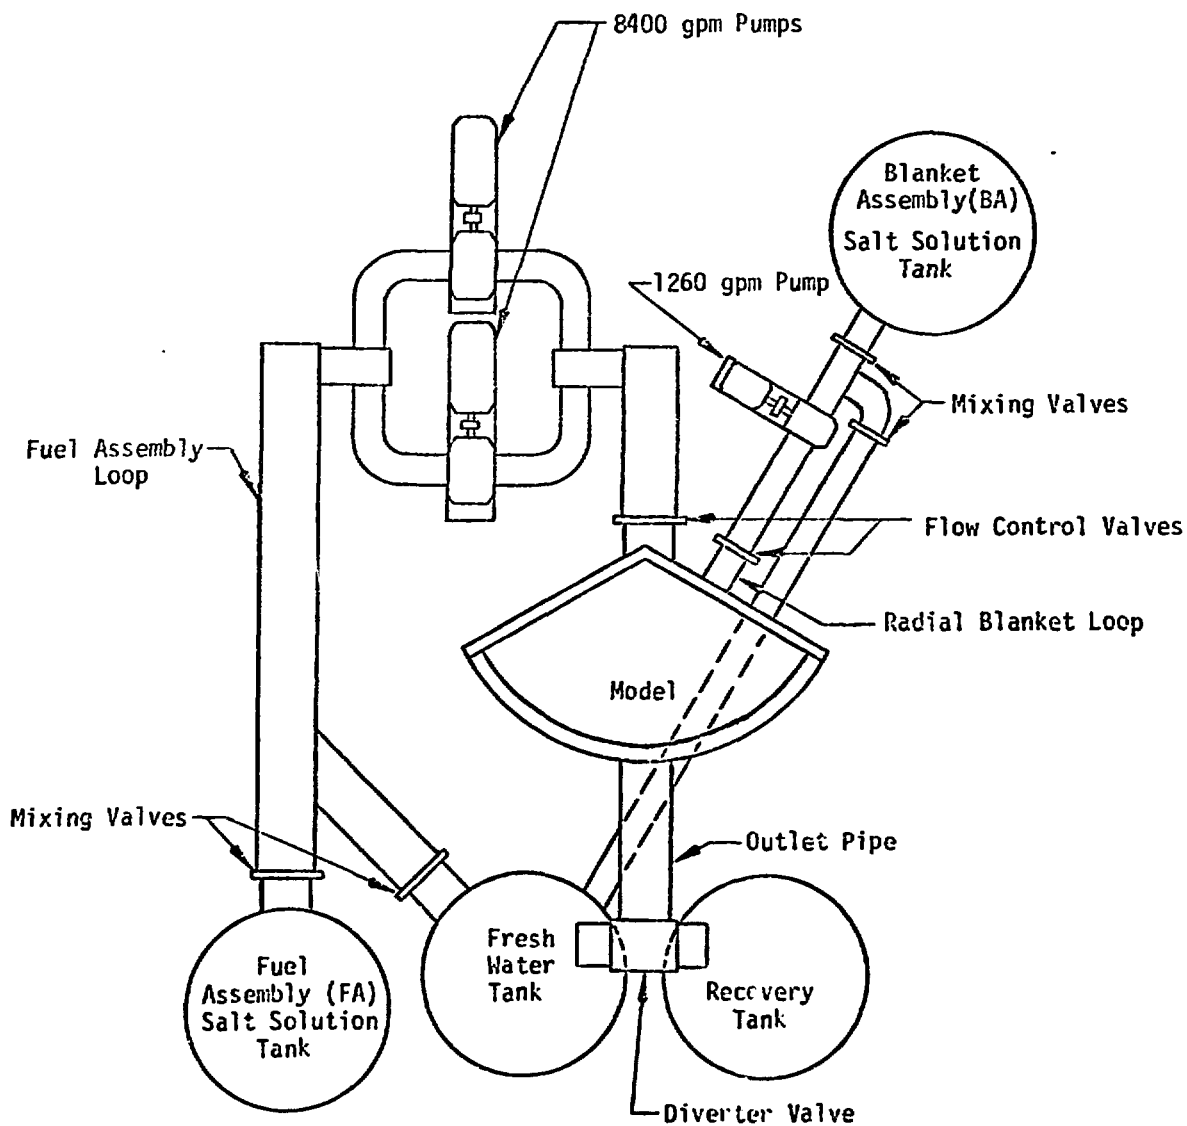 8400 gpm Pumps
Blanket
Assembly(BA)
Salt Solution
Tank
1260 gpm Pump
Mixing Valves
Fuel Assembly
Loop
Flow Control Valves
Radial Blanket Loop
Model
Mixing Valves
Outlet Pipe
Fresh
Water
Tank
Fuel
Assembly (FA)
Salt Solution
Tank
Recovery
Tank
Diverter Valve